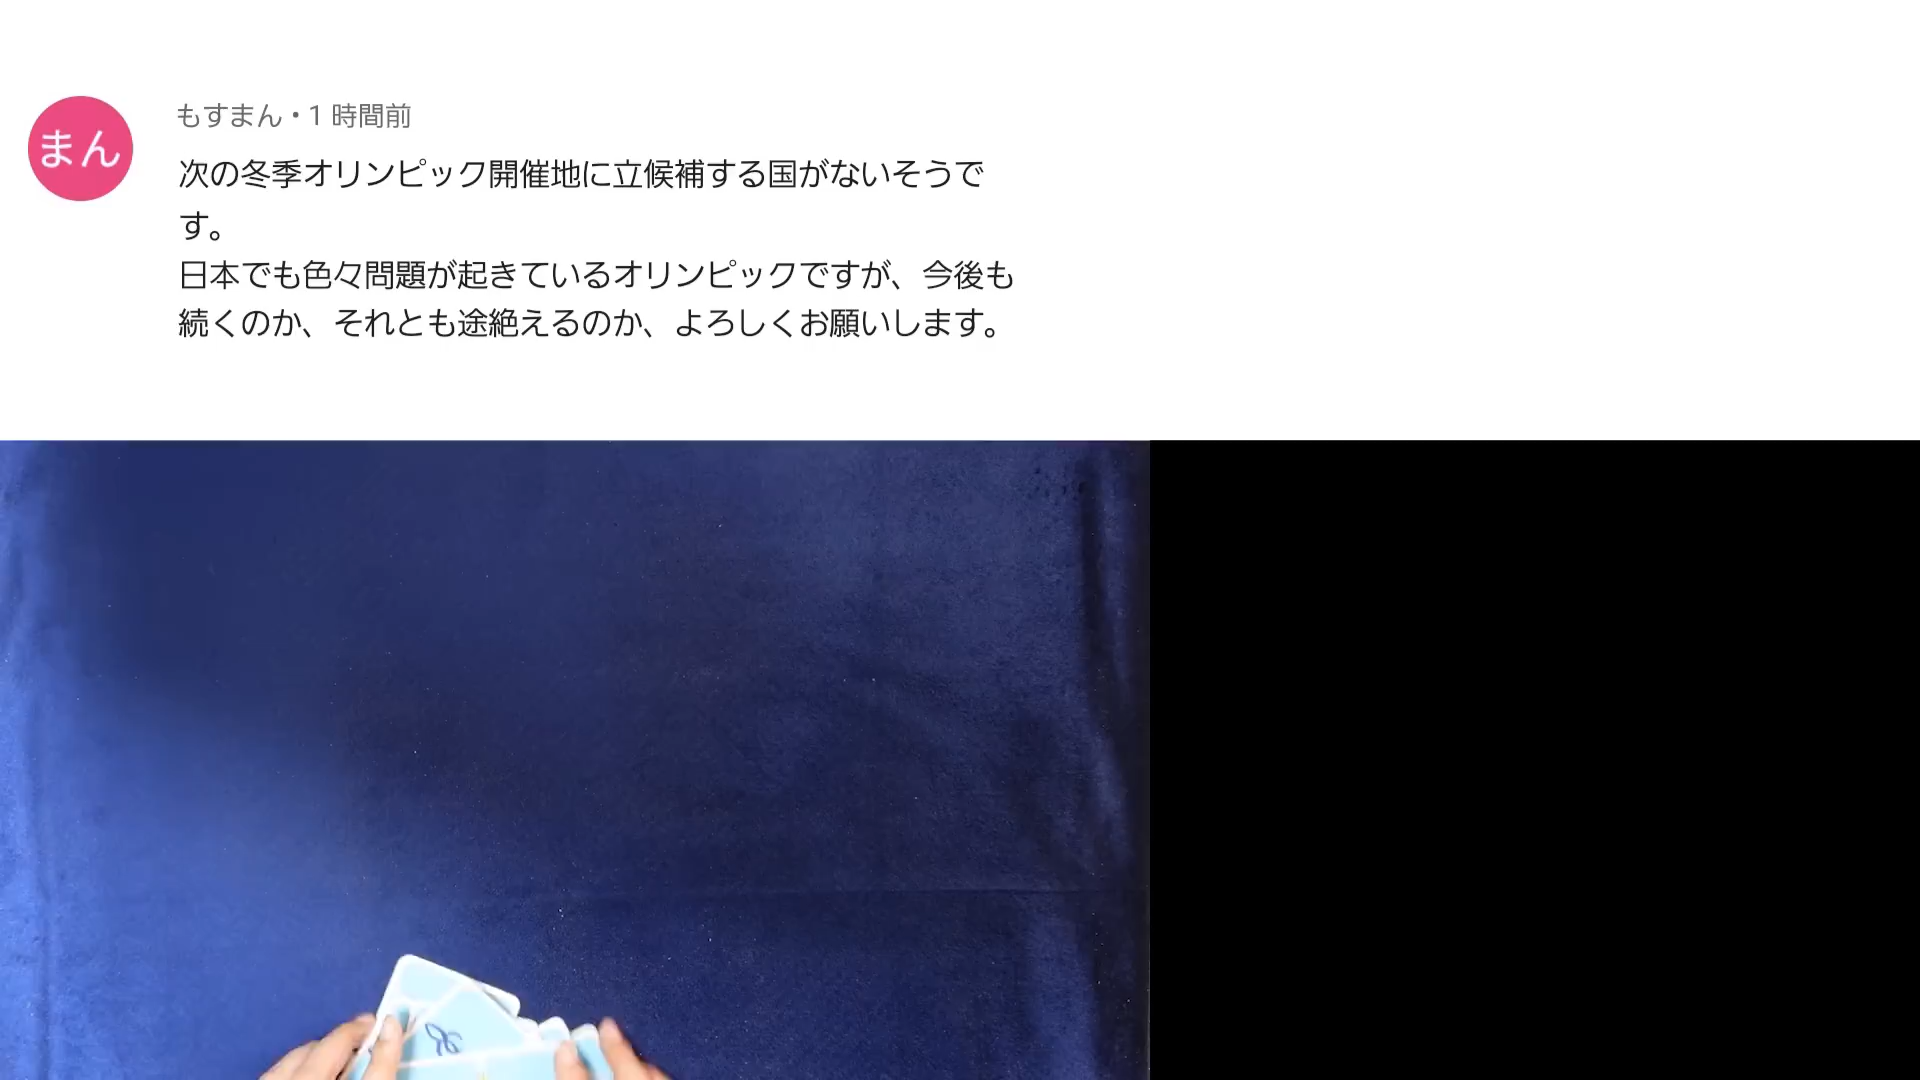 まん
もすまん • 1 時間前
次の冬季オリンピック開催地に立候補する国がないそうで
す。
日本でも色々問題が起きているオリンピックですが、今後も
続くのか、それとも途絶えるのか、よろしくお願いします。